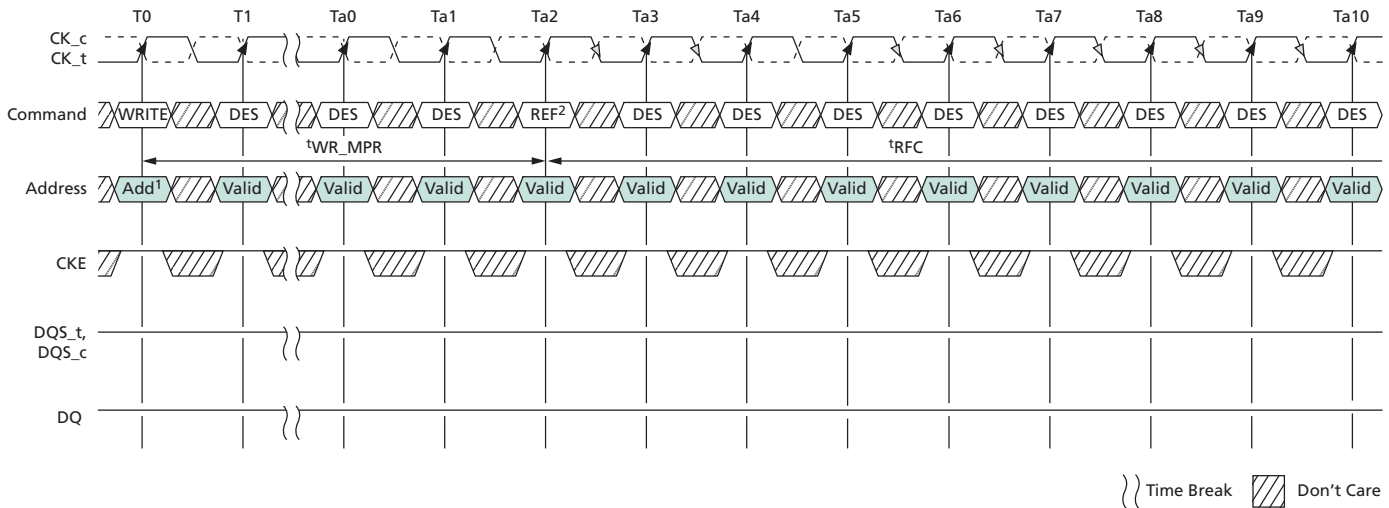 T0 T1 Ta0 Ta1 Ta2 Ta3 Ta4 Ta5 Ta6 Ta7 Ta8 Ta9 Ta10
CK_c
CK_t
Command WRITE DES DES DES REF2 DES DES DES DES DES DES DES DES
tWR_MPR tRFC
Address Add1 Valid Valid Valid Valid Valid Valid Valid Valid Valid Valid Valid Valid
CKE
DQS_t,
DQS_c
DQ
Time Break Don't Care